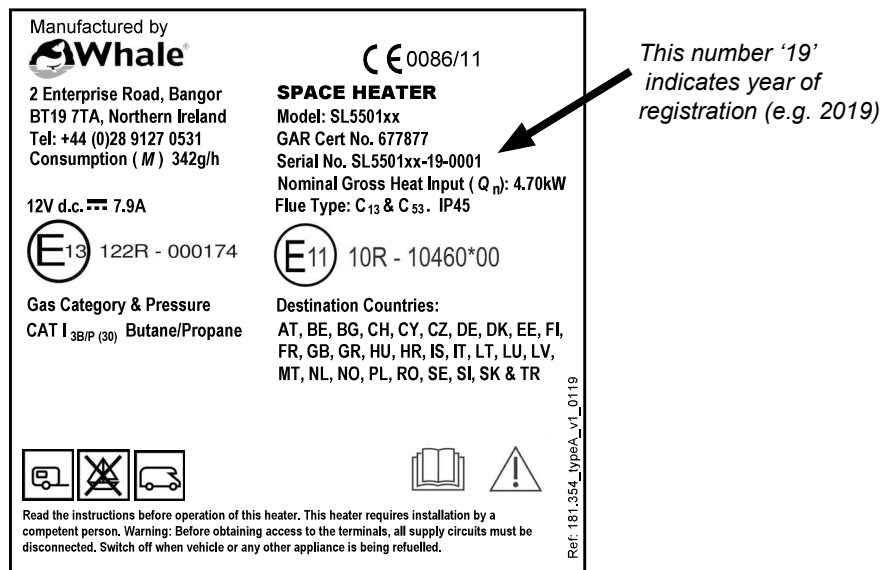 Manufactured by
Whale®
2 Enterprise Road, Bangor
BT19 7TA, Northern Ireland
Tel: +44 (0)28 9127 0531
Consumption ( M ) 342g/h
12V d.c. 7.9A
E13 122R - 000174
Gas Category & Pressure
CAT I 3B/P (30) Butane/Propane
CE 0086/11
SPACE HEATER
Model: SL5501xx
GAR Cert No. 677877
Serial No. SL5501xx-19-0001
Nominal Gross Heat Input ( Q n): 4.70kW
Flue Type: C13 & C53. IP45
E11 10R - 10460*00
Destination Countries:
AT, BE, BG, CH, CY, CZ, DE, DK, EE, FI,
FR, GB, GR, HU, HR, IS, IT, LT, LU, LV,
MT, NL, NO, PL, RO, SE, SI, SK & TR
Read the instructions before operation of this heater. This heater requires installation by a
competent person. Warning: Before obtaining access to the terminals, all supply circuits must be
disconnected. Switch off when vehicle or any other appliance is being refuelled.
Ref: 181.354_typeA_v1_0119
This number ‘19’
indicates year of
registration (e.g. 2019)